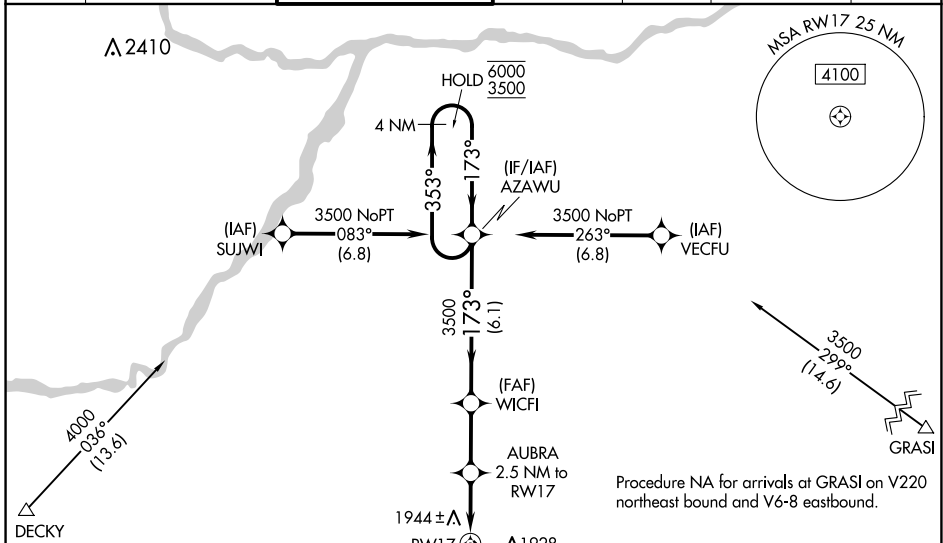 2410
MSA RW17 25 NM
4100
HOLD 6000
3500
4 NM
353°
173°
(IF/IAF)
AZAWU
(IAF)
SUJWI
3500 NoPT
083°
(6.8)
3500 NoPT
263°
(6.8)
(IAF)
VECFU
3500
173°
(6.1)
3500
299°
(14.6)
GRASI
(FAF)
WICFI
4000
036°
(13.6)
DECKY
AUBRA
2.5 NM to
RW17
Procedure NA for arrivals at GRASI on V220
northeast bound and V6-8 eastbound.
1944 ±
RW17
1928